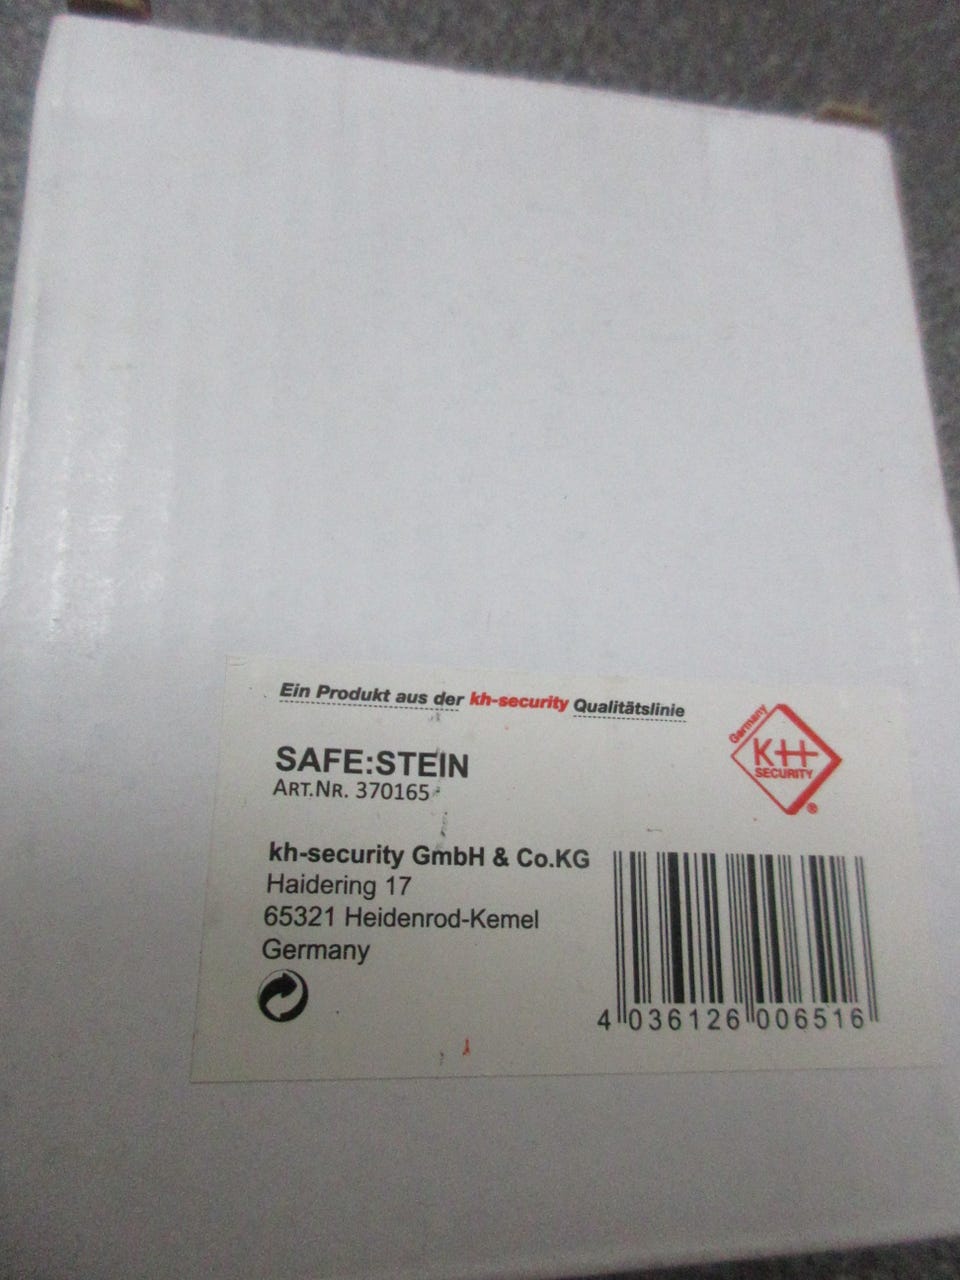 Ein Produkt aus der kh-security Qualitätslinie
Germany
KH
SECURITY
®
SAFE:STEIN
ART.NR. 370165
kh-security GmbH & Co.KG
Haidering 17
65321 Heidenrod-Kemel
Germany
4 036126 006516